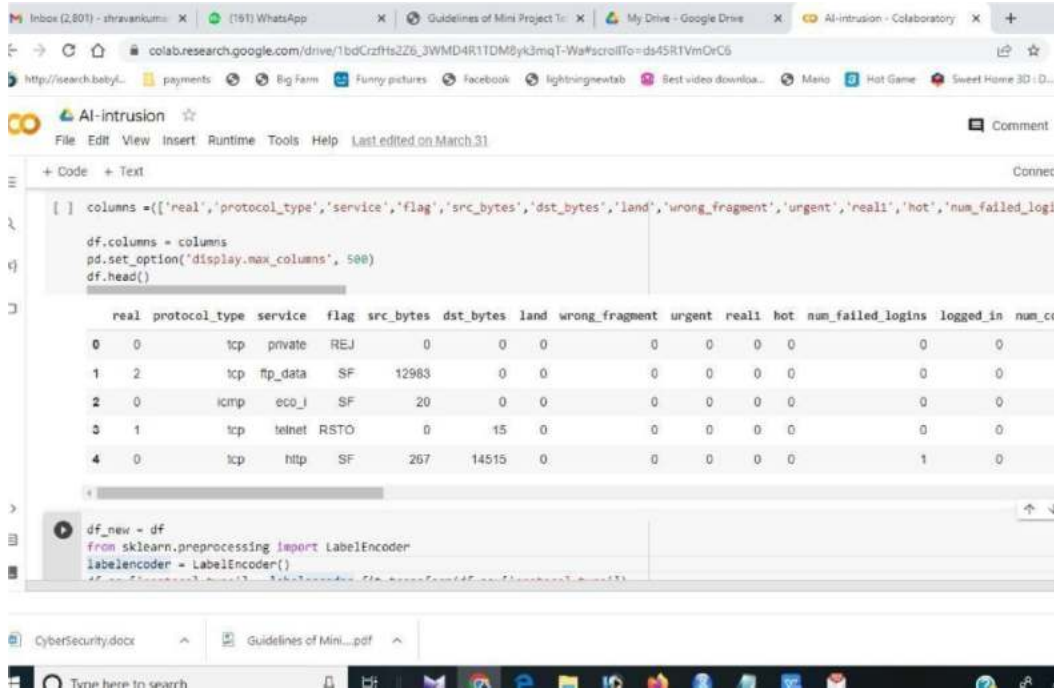 Inbox (2,801) - shravankuma × (161) WhatsApp × Guidelines of Mini Project Te × My Drive - Google Drive × AI-intrusion - Colaboratory × +
colab.research.google.com/drive/1bdCrzfHs2Z6_3WMD4R1TDM8yk3mqT-Wa#scrollTo=ds45R1VmOrC6
http://isearch.babyl... payments Big Farm Funny pictures Facebook lightningnewtab Best video downloa... Mario Hot Game Sweet Home 3D : D...
AI-intrusion
File Edit View Insert Runtime Tools Help Last edited on March 31
Comment
+ Code + Text Connec
[ ] columns =(['real','protocol_type','service','flag','src_bytes','dst_bytes','land','wrong_fragment','urgent','real1','hot','num_failed_logi
df.columns = columns
pd.set_option('display.max_columns', 500)
df.head()
real protocol_type service flag src_bytes dst_bytes land wrong_fragment urgent real1 hot num_failed_logins logged_in num_co
0 0 tcp private REJ 0 0 0 0 0 0 0 0 0
1 2 tcp ftp_data SF 12983 0 0 0 0 0 0 0 0
2 0 icmp eco_i SF 20 0 0 0 0 0 0 0 0
3 1 tcp telnet RSTO 0 15 0 0 0 0 0 0 0
4 0 tcp http SF 267 14515 0 0 0 0 0 1 0
df_new = df
from sklearn.preprocessing import LabelEncoder
labelencoder = LabelEncoder()
CyberSecurity.docx Guidelines of Mini....pdf
Type here to search